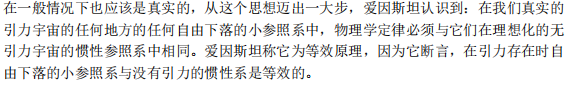 在一般情况下也应该是真实的，从这个思想迈出一大步，爱因斯坦认识到：在我们真实的
引力宇宙的任何地方的任何自由下落的小参照系中，物理学定律必须与它们在理想化的无
引力宇宙的惯性参照系中相同。爱因斯坦称它为等效原理，因为它断言，在引力存在时自
由下落的小参照系与没有引力的惯性系是等效的。